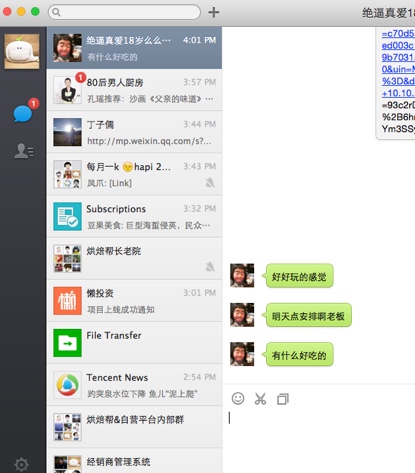 绝逼真爱18岁
1
绝逼真爱18岁么么… 4:01 PM
有什么好吃的
1
80后男人厨房 3:57 PM
孔瑞推荐：沙画《父亲的味道》…
丁子儒 3:44 PM
http://mp.weixin.qq.com/s?…
每月一k hapi 2… 3:43 PM
凤爪: [Link]
Subscriptions 3:32 PM
豆果美食: 巨型海蜇侵英，民众…
烘焙帮长老院
懒投资 3:01 PM
项目上线成功通知
File Transfer
Tencent News 2:54 PM
趵突泉水位下降 鱼儿“泥上爬”
烘焙帮&自营平台内部群
经销商管理系统
懒
=c70d5
ed003c
9b7031
0&uin=M
%3D&d
+10.10.
=93c2rD
%2B6hr
Ym3SSy
好好玩的感觉
明天点安排啊老板
有什么好吃的